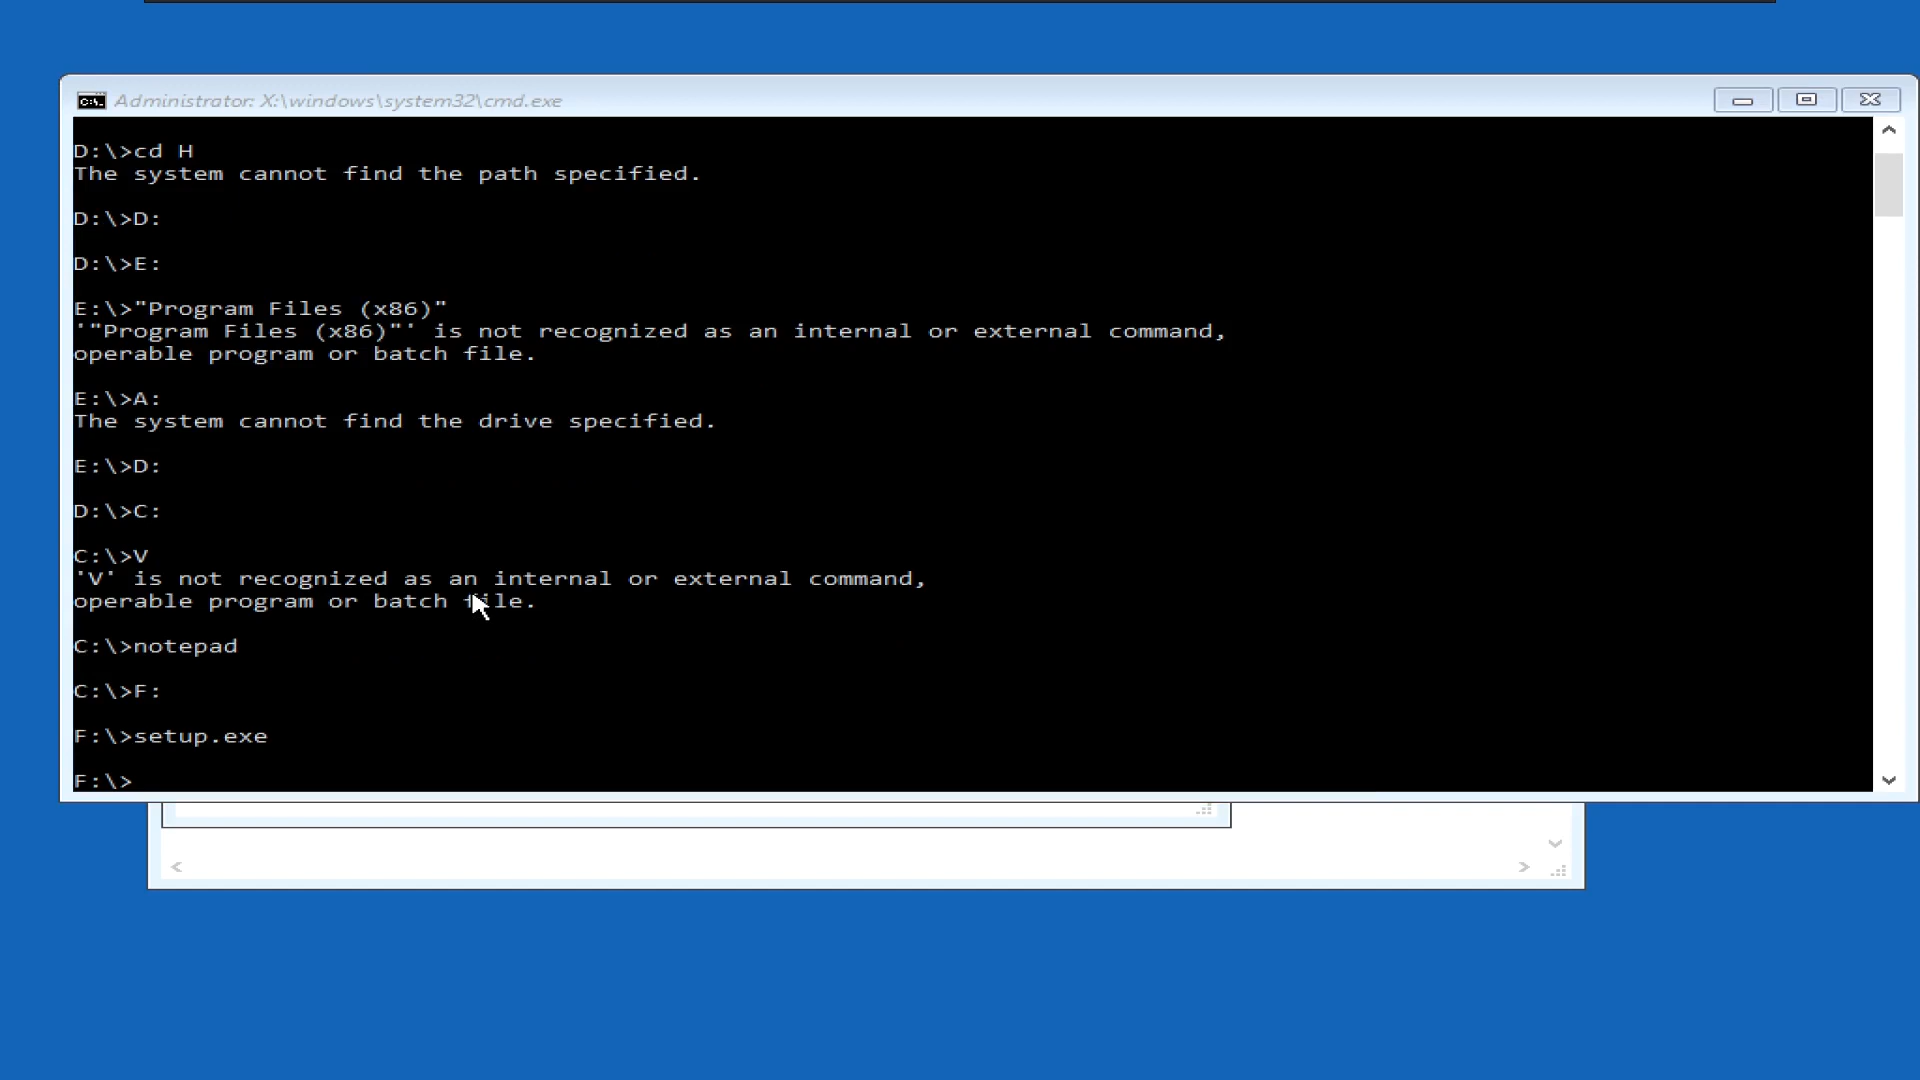 Administrator: X:\windows\system32\cmd.exe
D:\>cd H
The system cannot find the path specified.
D:\>D:
D:\>E:
E:\>"Program Files (x86)"
'"Program Files (x86)"' is not recognized as an internal or external command,
operable program or batch file.
E:\>A:
The system cannot find the drive specified.
E:\>D:
D:\>C:
C:\>V
'V' is not recognized as an internal or external command,
operable program or batch file.
C:\>notepad
C:\>F:
F:\>setup.exe
F:\>